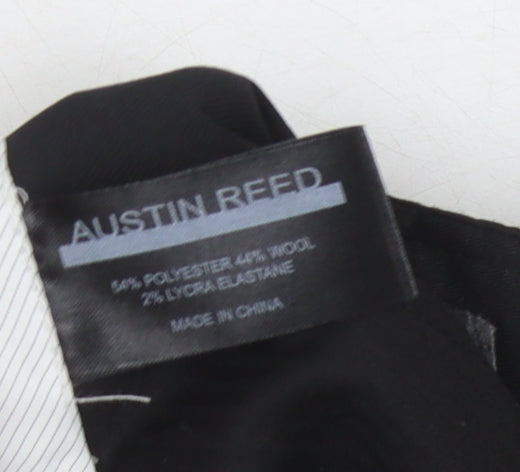 AUSTIN REED
54% POLYESTER 44% WOOL
2% LYCRA ELASTANE
MADE IN CHINA